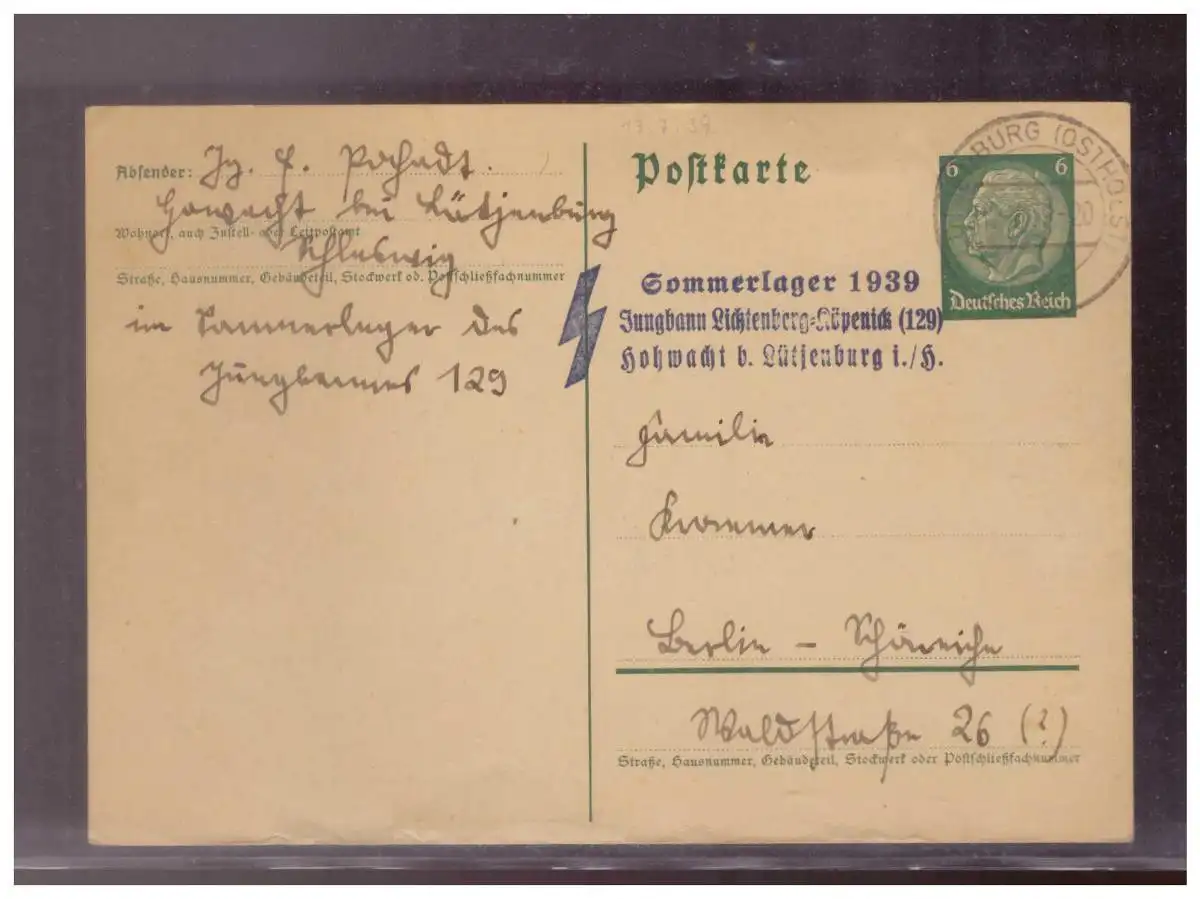 13.7.39
Absender: Jg. H. Pochadt.
Howacht bei Lütjenburg
Wohnort, auch Zustell- oder Leitpostamt
Schleswig
Straße, Hausnummer, Gebäudeteil, Stockwerk od. Postschließfachnummer
im Sommerlager des
Jungbannes 129
Postkarte
BURG (OSTHOLST)
6 6
Deutsches Reich
Sommerlager 1939
Jungbann Lichtenberg-Köpenick (129)
Hohwacht b. Lütjenburg i./H.
Familie
Krommer
Berlin – Schöneiche
Waldstraße 26 (?)
Straße, Hausnummer, Gebäudeteil, Stockwerk oder Postschließfachnummer